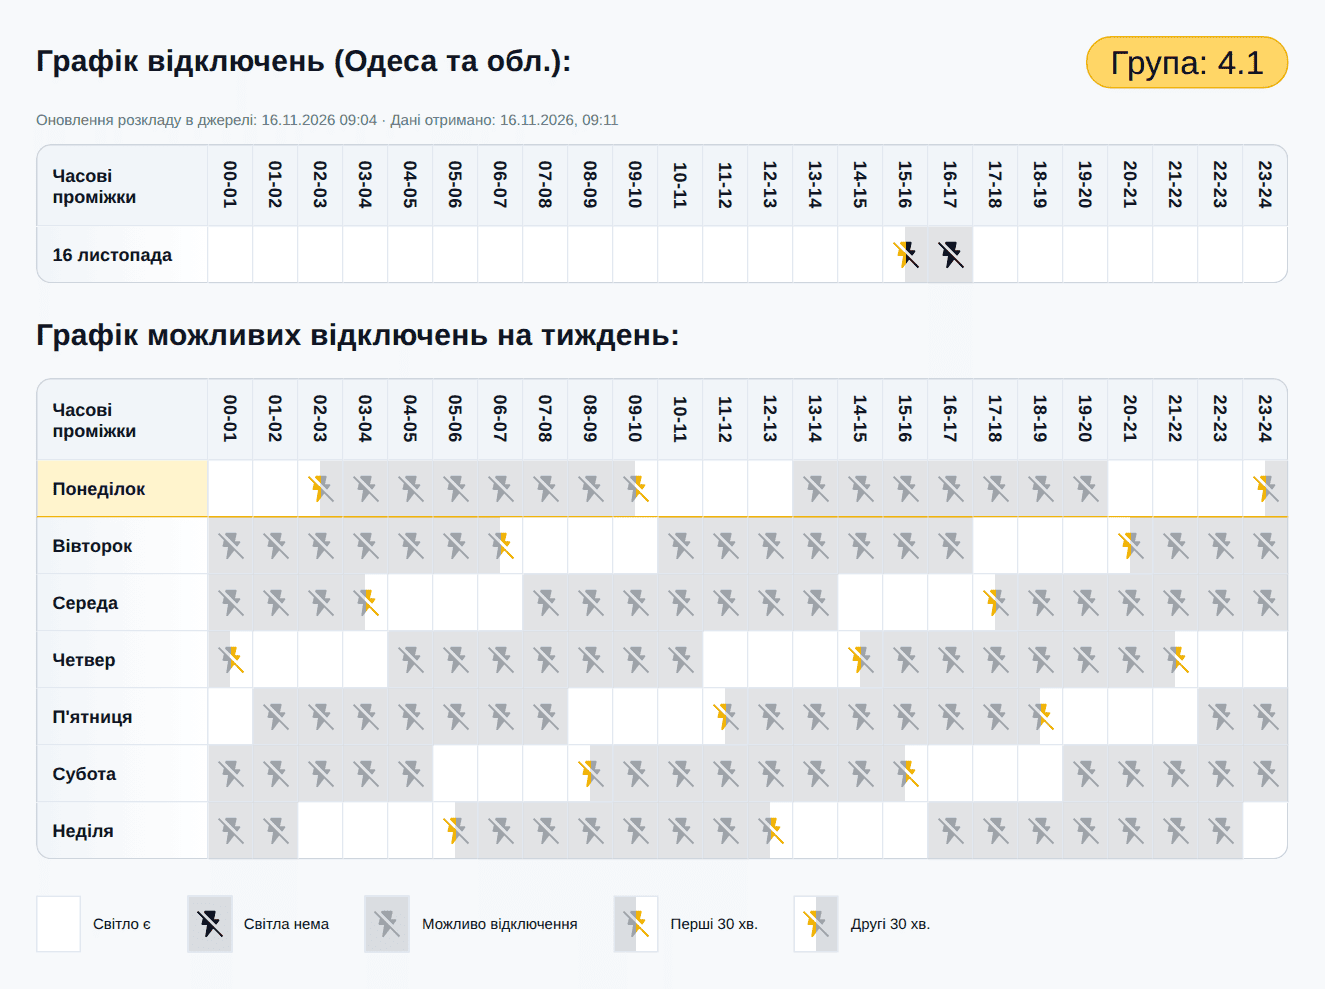 Графік відключень (Одеса та обл.):
Група: 4.1
Оновлення розкладу в джерелі: 16.11.2026 09:04 · Дані отримано: 16.11.2026, 09:11
Часові
проміжки
00-01 01-02 02-03 03-04 04-05 05-06 06-07 07-08 08-09 09-10 10-11 11-12 12-13 13-14 14-15 15-16 16-17 17-18 18-19 19-20 20-21 21-22 22-23 23-24
16 листопада
Графік можливих відключень на тиждень:
Часові
проміжки
00-01 01-02 02-03 03-04 04-05 05-06 06-07 07-08 08-09 09-10 10-11 11-12 12-13 13-14 14-15 15-16 16-17 17-18 18-19 19-20 20-21 21-22 22-23 23-24
Понеділок
Вівторок
Середа
Четвер
П'ятниця
Субота
Неділя
Світло є
Світла нема
Можливо відключення
Перші 30 хв.
Другі 30 хв.